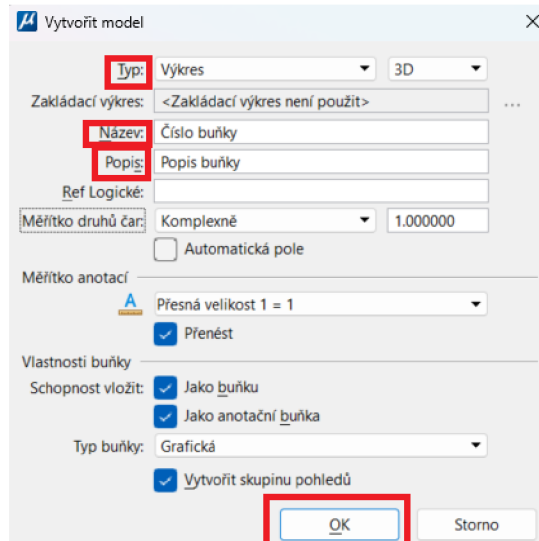 Vytvořit model
Typ: Výkres 3D
Zakládací výkres: <Zakládací výkres není použit> ...
Název: Číslo buňky
Popis: Popis buňky
Ref Logické:
Měřítko druhů čar: Komplexně 1.000000
Automatická pole
Měřítko anotací
A Přesná velikost 1 = 1
Přenést
Vlastnosti buňky
Schopnost vložit: Jako buňku
Jako anotační buňka
Typ buňky: Grafická
Vytvořit skupinu pohledů
OK Storno